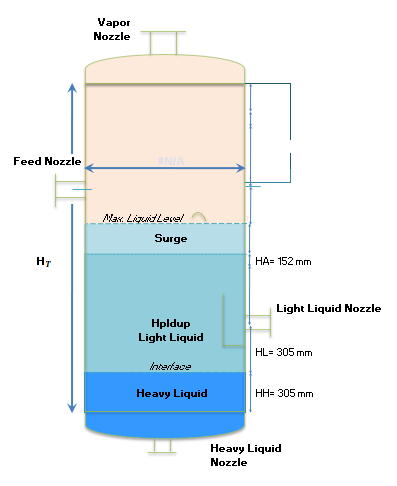 Vapor
Nozzle
#N/A
Feed Nozzle
Max. Liquid Level
Surge
HT
HA= 152 mm
Light Liquid Nozzle
Hpldup
Light Liquid
HL= 305 mm
Interface
Heavy Liquid
HH= 305 mm
Heavy Liquid
Nozzle